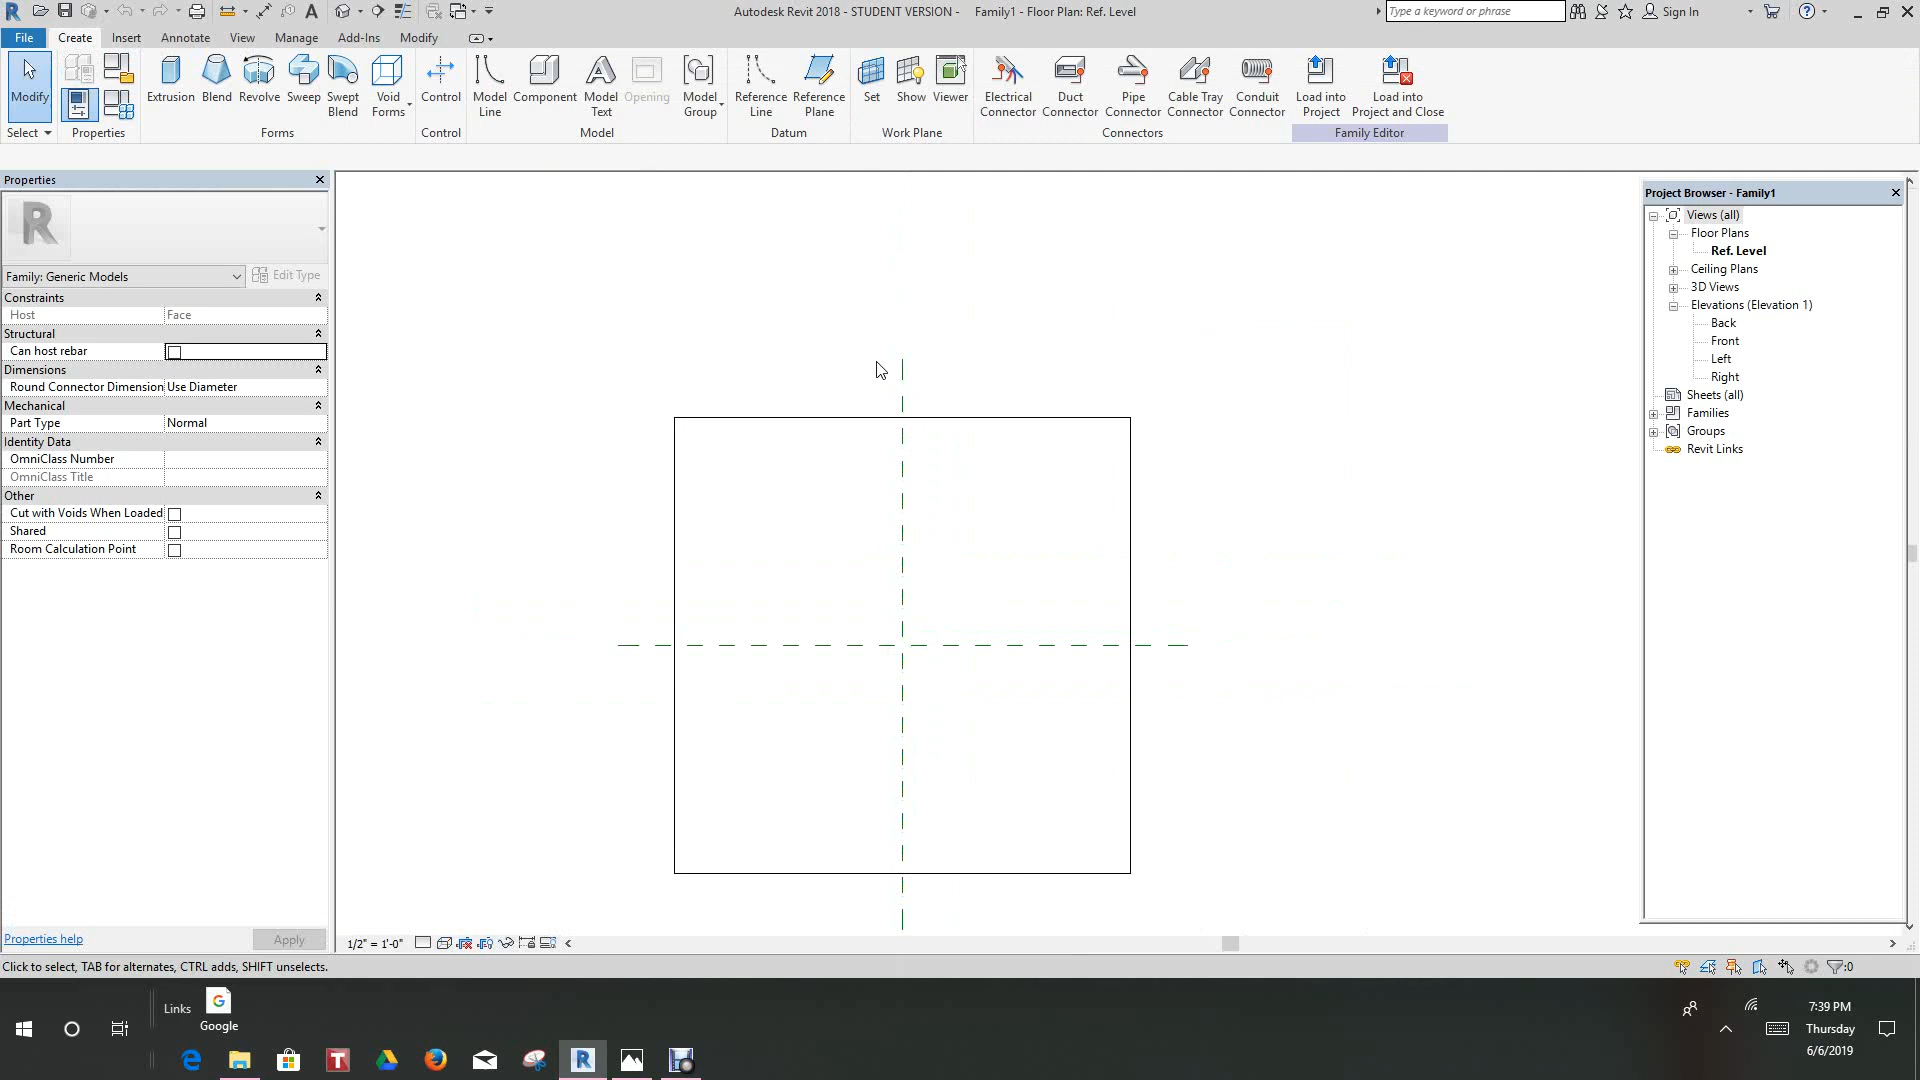 Autodesk Revit 2018 - STUDENT VERSION - Family1 - Floor Plan: Ref. Level
Type a keyword or phrase
Sign In
File Create Insert Annotate View Manage Add-Ins Modify
Modify
Extrusion Blend Revolve Sweep Swept Blend Void Forms
Control
Model Line Component Model Text Opening Model Group
Reference Line Reference Plane
Set Show Viewer
Electrical Connector Duct Connector Pipe Connector Cable Tray Connector Conduit Connector
Load into Project Load into Project and Close
Select Properties Forms Control Model Datum Work Plane Connectors Family Editor
Properties
R
Family: Generic Models
Edit Type
Constraints
Host Face
Structural
Can host rebar
Dimensions
Round Connector Dimension Use Diameter
Mechanical
Part Type Normal
Identity Data
OmniClass Number
OmniClass Title
Other
Cut with Voids When Loaded
Shared
Room Calculation Point
Properties help
Apply
Project Browser - Family1
Views (all)
Floor Plans
Ref. Level
Ceiling Plans
3D Views
Elevations (Elevation 1)
Back
Front
Left
Right
Sheets (all)
Families
Groups
Revit Links
1/2" = 1'-0"
Click to select, TAB for alternates, CTRL adds, SHIFT unselects.
:0
Links
Google
7:39 PM
Thursday
6/6/2019